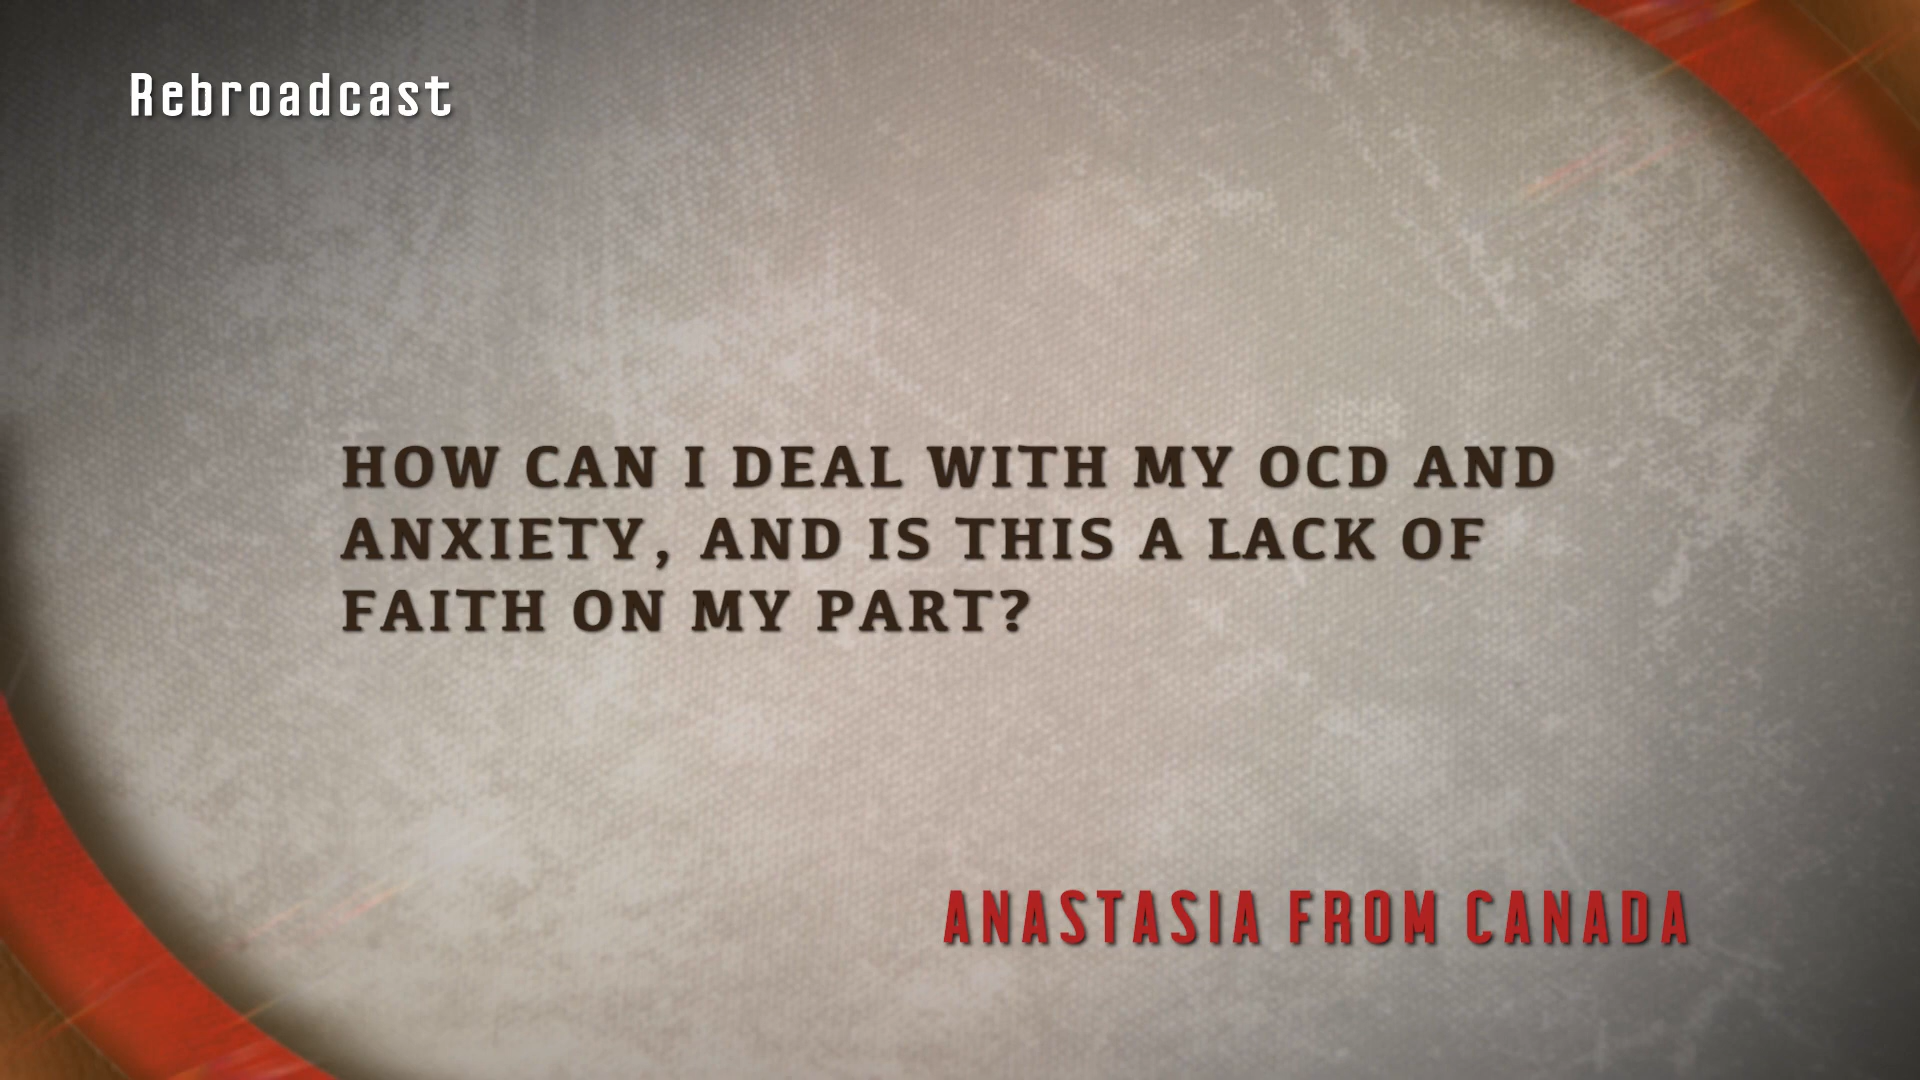 Rebroadcast
HOW CAN I DEAL WITH MY OCD AND
ANXIETY, AND IS THIS A LACK OF
FAITH ON MY PART?
ANASTASIA FROM CANADA